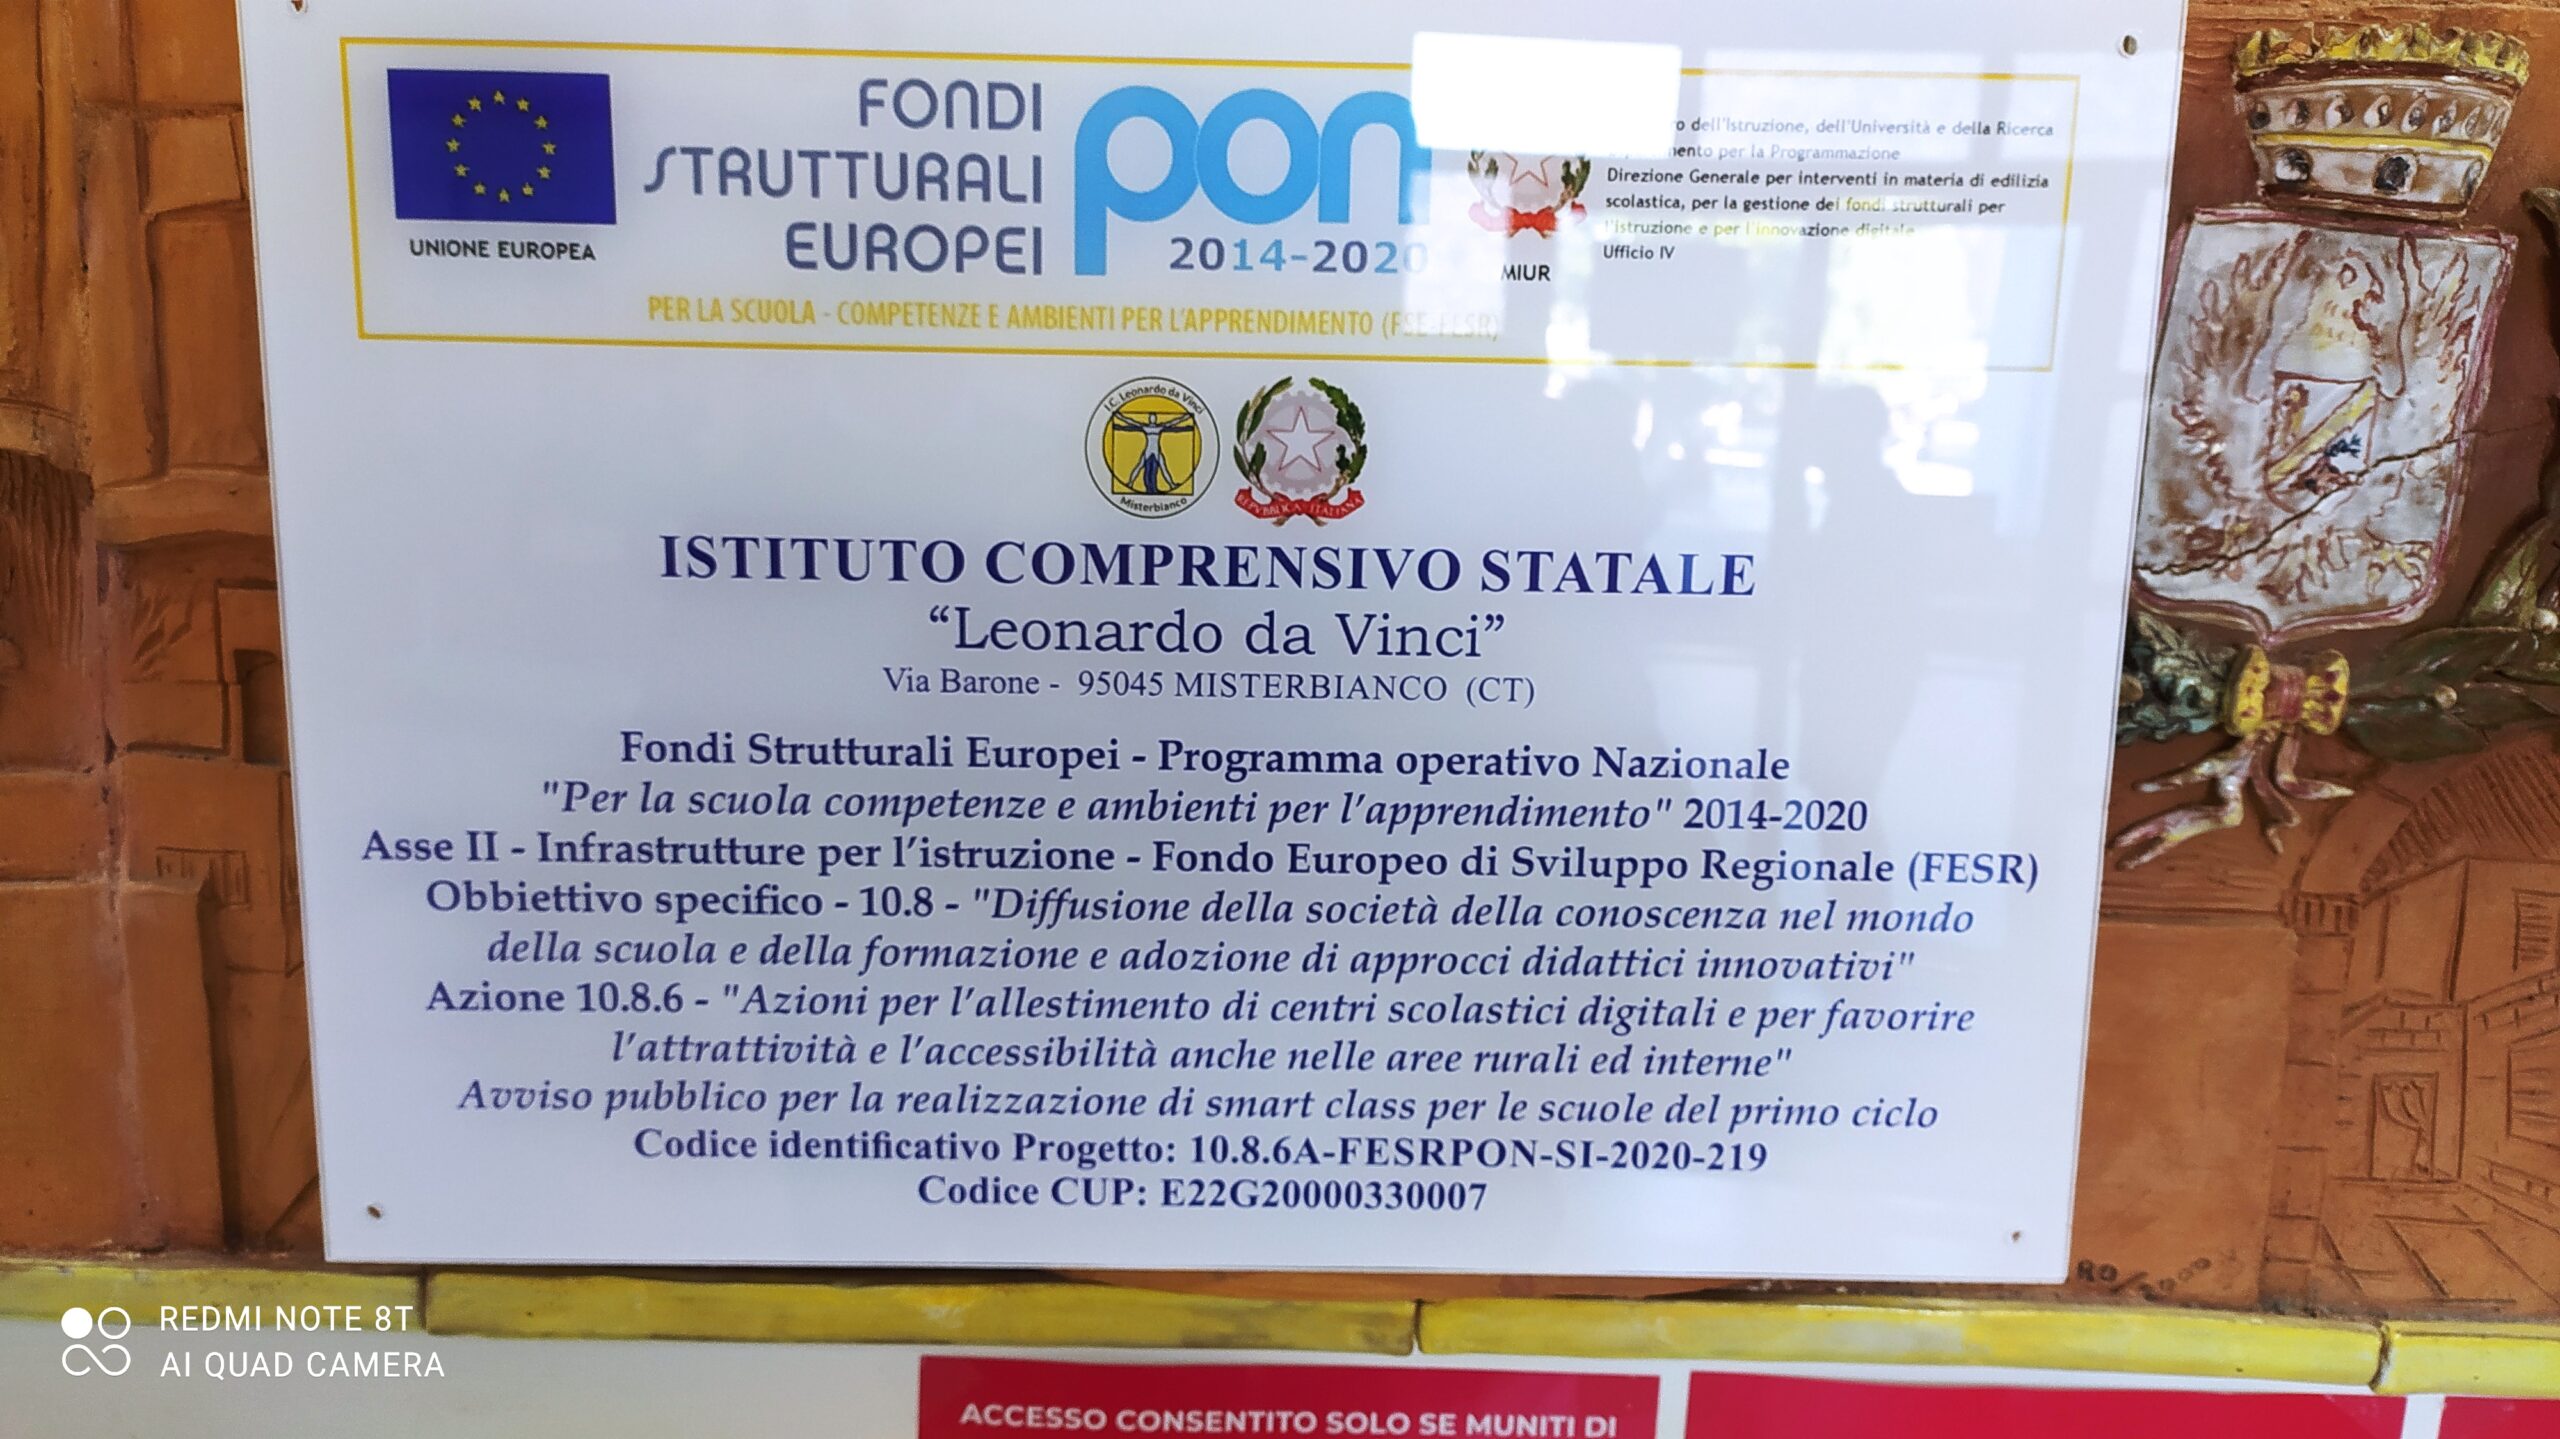 UNIONE EUROPEA
FONDI
STRUTTURALI
EUROPEI
pon
2014-2020
PER LA SCUOLA - COMPETENZE E AMBIENTI PER L'APPRENDIMENTO (FSE-FESR)
MIUR
dell'Istruzione, dell'Università e della Ricerca
per la Programmazione
Direzione Generale per interventi in materia di edilizia
scolastica, per la gestione dei fondi strutturali per
l'istruzione e per l'innovazione digitale
Ufficio IV
I.C. Leonardo da Vinci
Misterbianco
REPVBBLICA ITALIANA
ISTITUTO COMPRENSIVO STATALE
“Leonardo da Vinci”
Via Barone - 95045 MISTERBIANCO (CT)
Fondi Strutturali Europei - Programma operativo Nazionale
"Per la scuola competenze e ambienti per l'apprendimento" 2014-2020
Asse II - Infrastrutture per l'istruzione - Fondo Europeo di Sviluppo Regionale (FESR)
Obbiettivo specifico - 10.8 - "Diffusione della società della conoscenza nel mondo
della scuola e della formazione e adozione di approcci didattici innovativi"
Azione 10.8.6 - "Azioni per l'allestimento di centri scolastici digitali e per favorire
l'attrattività e l'accessibilità anche nelle aree rurali ed interne"
Avviso pubblico per la realizzazione di smart class per le scuole del primo ciclo
Codice identificativo Progetto: 10.8.6A-FESRPON-SI-2020-219
Codice CUP: E22G20000330007
REDMI NOTE 8T
AI QUAD CAMERA
ACCESSO CONSENTITO SOLO SE MUNITI DI